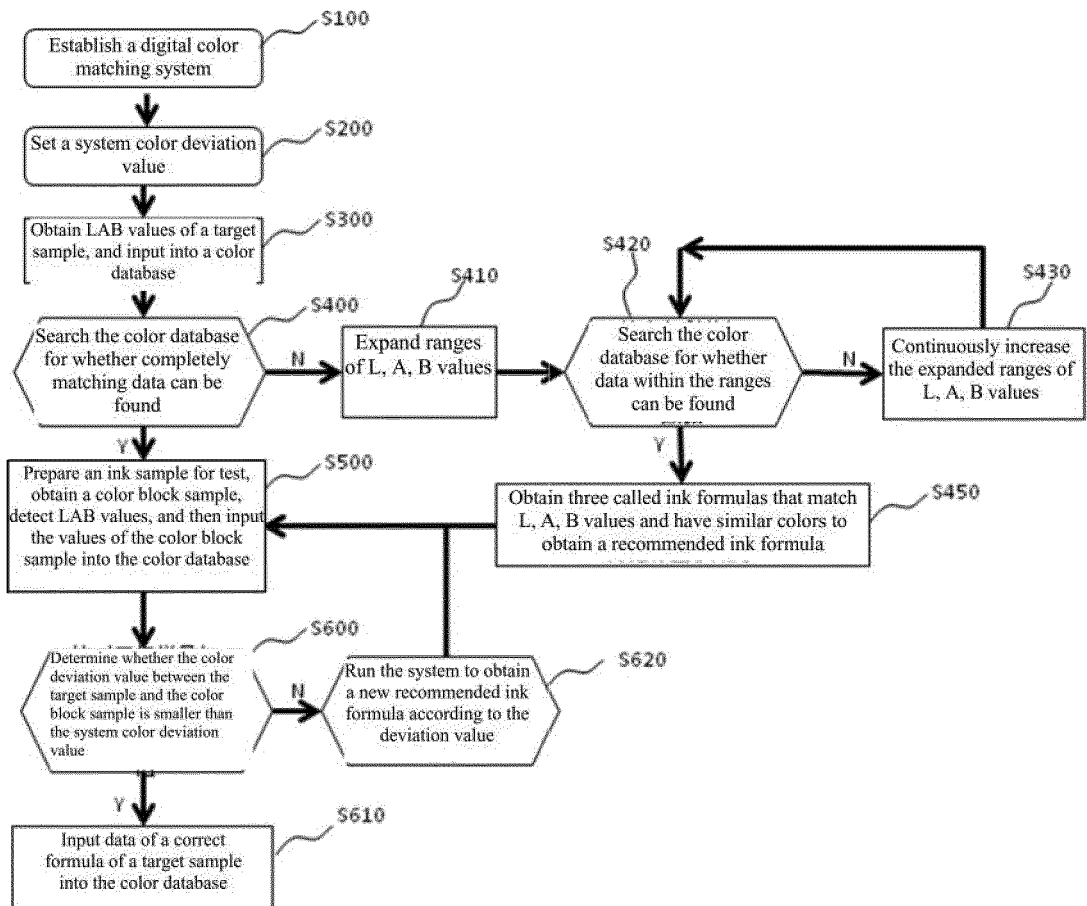 S100
Establish a digital color
matching system
S200
Set a system color deviation
value
S300
Obtain LAB values of a target
sample, and input into a color
database
S400
Search the color database
for whether completely
matching data can be
found
N
Y
S410
Expand ranges
of L, A, B values
S420
Search the color
database for whether
data within the ranges
can be found
N
Y
S430
Continuously increase
the expanded ranges of
L, A, B values
S450
Obtain three called ink formulas that match
L, A, B values and have similar colors to
obtain a recommended ink formula
S500
Prepare an ink sample for test,
obtain a color block sample,
detect LAB values, and then input
the values of the color block
sample into the color database
S600
Determine whether the color
deviation value between the
target sample and the color
block sample is smaller than
the system color deviation
value
N
Y
S620
Run the system to obtain
a new recommended ink
formula according to the
deviation value
S610
Input data of a correct
formula of a target sample
into the color database